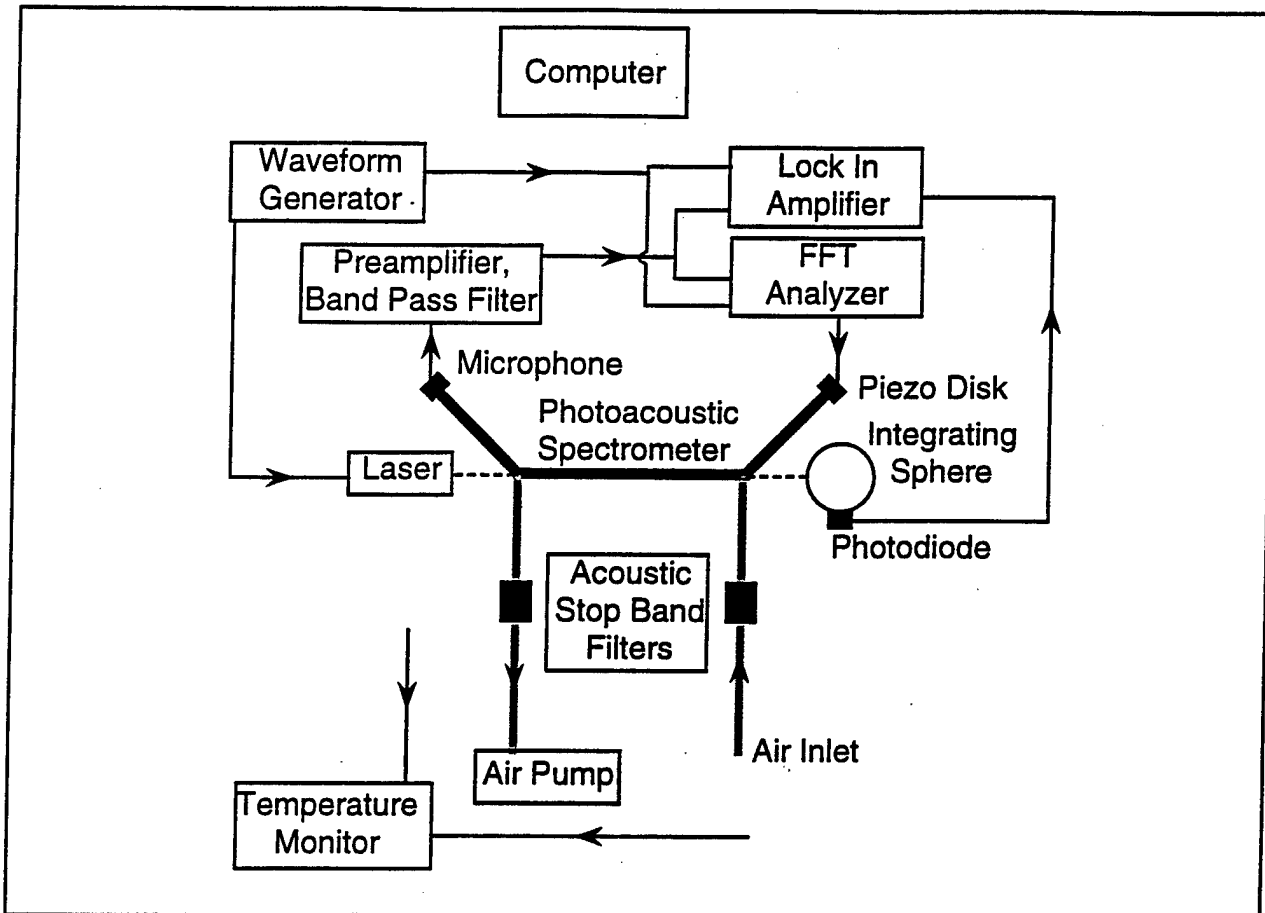 Computer
Waveform
Generator
Lock In
Amplifier
Preamplifier,
Band Pass Filter
FFT
Analyzer
Microphone
Piezo Disk
Photoacoustic
Spectrometer
Integrating
Sphere
Laser
Photodiode
Acoustic
Stop Band
Filters
Air Inlet
Air Pump
Temperature
Monitor